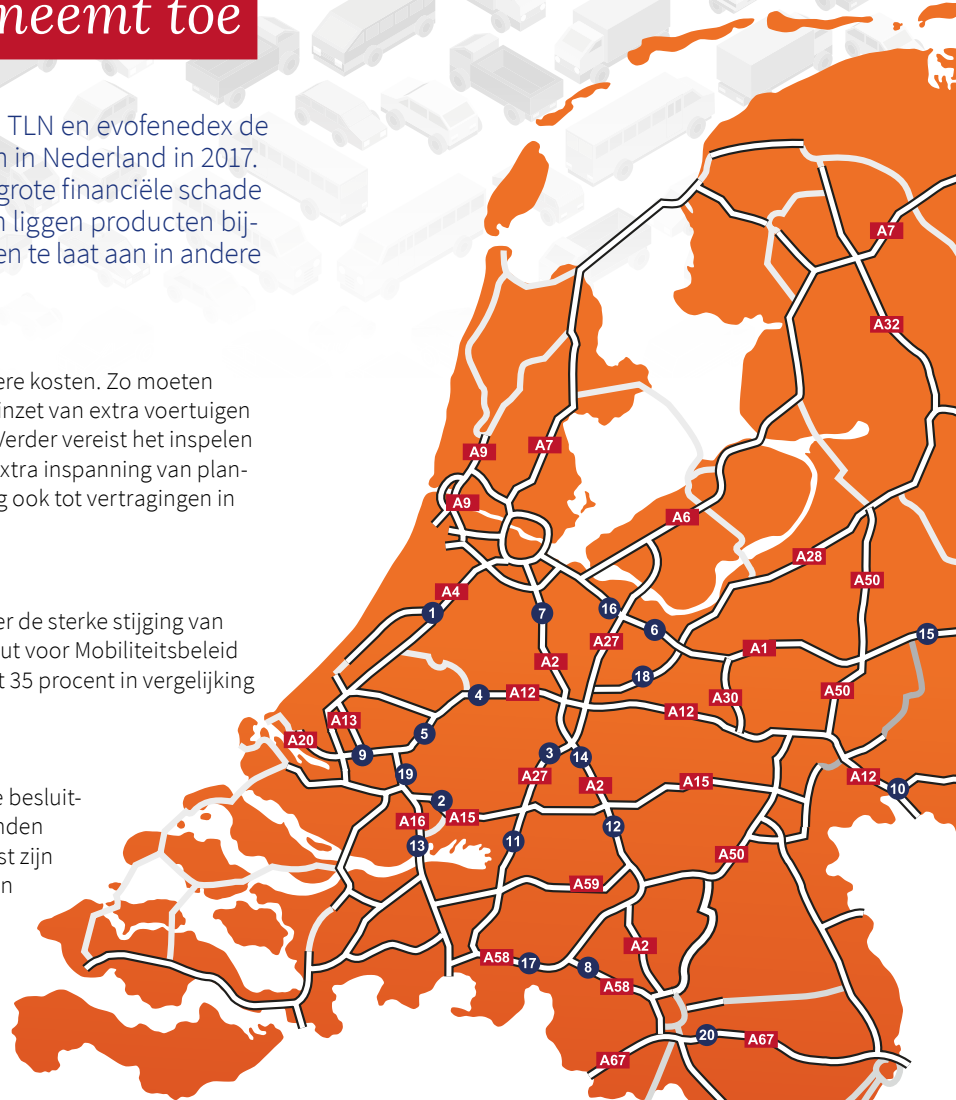 neemt toe
TLN en evofenedex de
n in Nederland in 2017.
grote financiële schade
n liggen producten bij-
en te laat aan in andere
ere kosten. Zo moeten
inzet van extra voertuigen
Verder vereist het inspelen
extra inspanning van plan-
g ook tot vertragingen in
er de sterke stijging van
ut voor Mobiliteitsbeleid
t 35 procent in vergelijking
e besluit-
nden
st zijn
n
A7
A32
A9
A7
A9
A6
A28
A4
A50
1
7
16
6
15
A27
A2
A1
18
4
A12
A30
A50
A12
A13
A20
5
9
3
14
19
A27
A2
A15
A12
10
2
A16
A15
12
13
11
A50
A59
A2
A58
17
8
A58
20
A67
A67